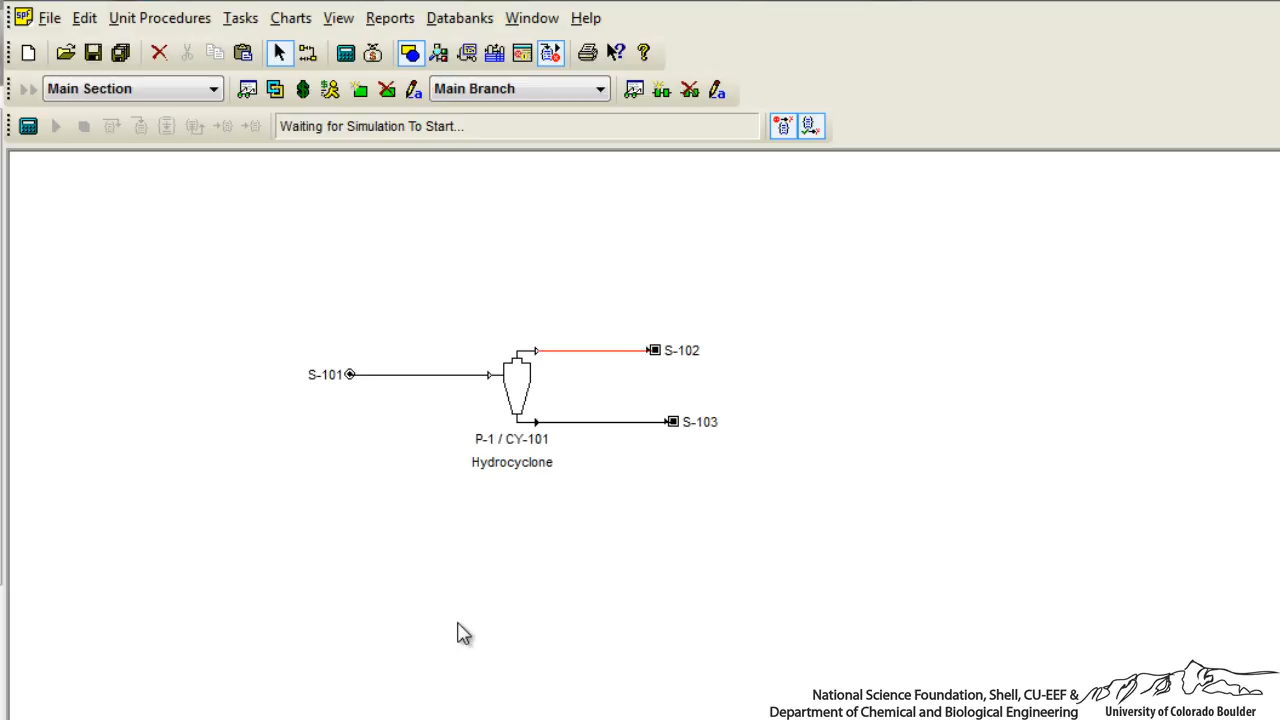 File Edit Unit Procedures Tasks Charts View Reports Databanks Window Help
Main Section Main Branch
Waiting for Simulation To Start...
S-102
S-101
S-103
P-1 / CY-101
Hydrocyclone
National Science Foundation, Shell, CU-EEF &
Department of Chemical and Biological Engineering
University of Colorado Boulder